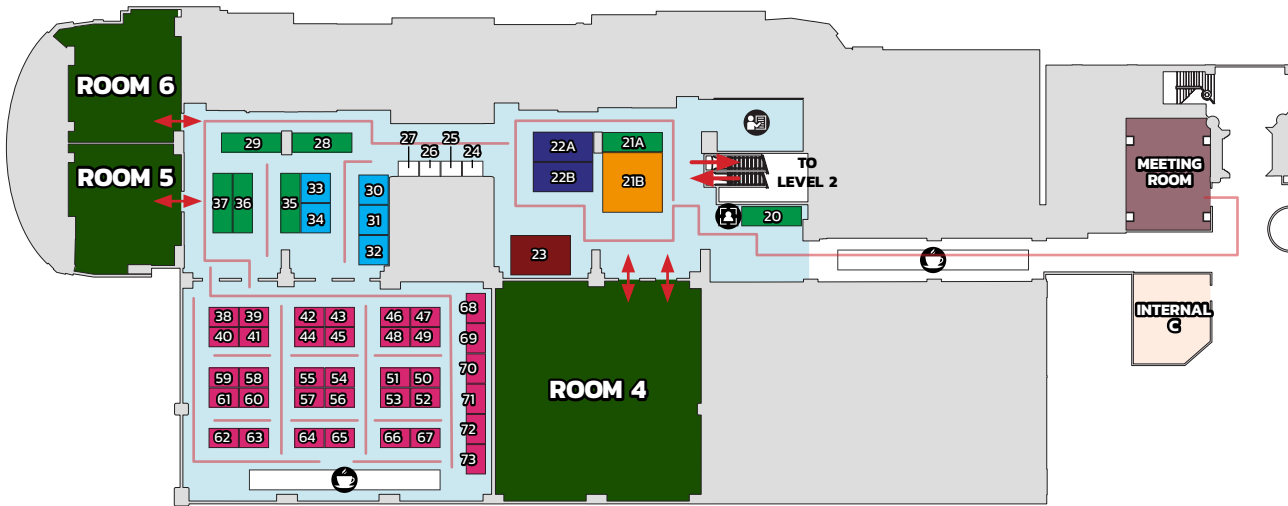 ROOM 6
ROOM 5
29
28
27
26
25
24
22A
22B
21A
21B
TO
LEVEL 2
MEETING
ROOM
37
36
35
33
34
30
31
32
20
23
INTERNAL
C
38 39
40 41
42 43
44 45
46 47
48 49
59 58
61 60
55 54
57 56
51 50
53 52
62 63
64 65
66 67
68
69
70
71
72
73
ROOM 4